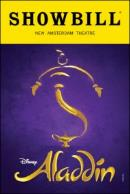 SHOWBILL®
NEW AMSTERDAM THEATRE
Disney
Aladdin